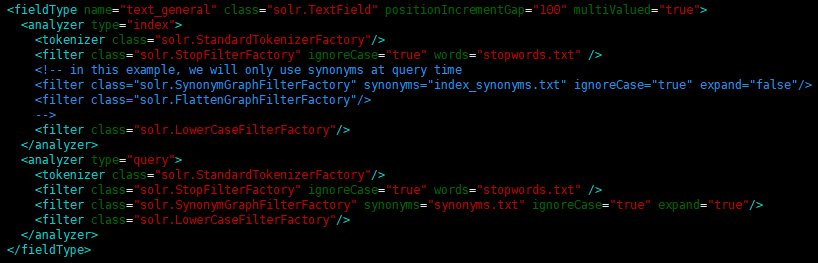 <fieldType name="text_general" class="solr.TextField" positionIncrementGap="100" multiValued="true">
  <analyzer type="index">
    <tokenizer class="solr.StandardTokenizerFactory"/>
    <filter class="solr.StopFilterFactory" ignoreCase="true" words="stopwords.txt" />
    <!-- in this example, we will only use synonyms at query time
    <filter class="solr.SynonymGraphFilterFactory" synonyms="index_synonyms.txt" ignoreCase="true" expand="false"/>
    <filter class="solr.FlattenGraphFilterFactory"/>
    -->
    <filter class="solr.LowerCaseFilterFactory"/>
  </analyzer>
  <analyzer type="query">
    <tokenizer class="solr.StandardTokenizerFactory"/>
    <filter class="solr.StopFilterFactory" ignoreCase="true" words="stopwords.txt" />
    <filter class="solr.SynonymGraphFilterFactory" synonyms="synonyms.txt" ignoreCase="true" expand="true"/>
    <filter class="solr.LowerCaseFilterFactory"/>
  </analyzer>
</fieldType>